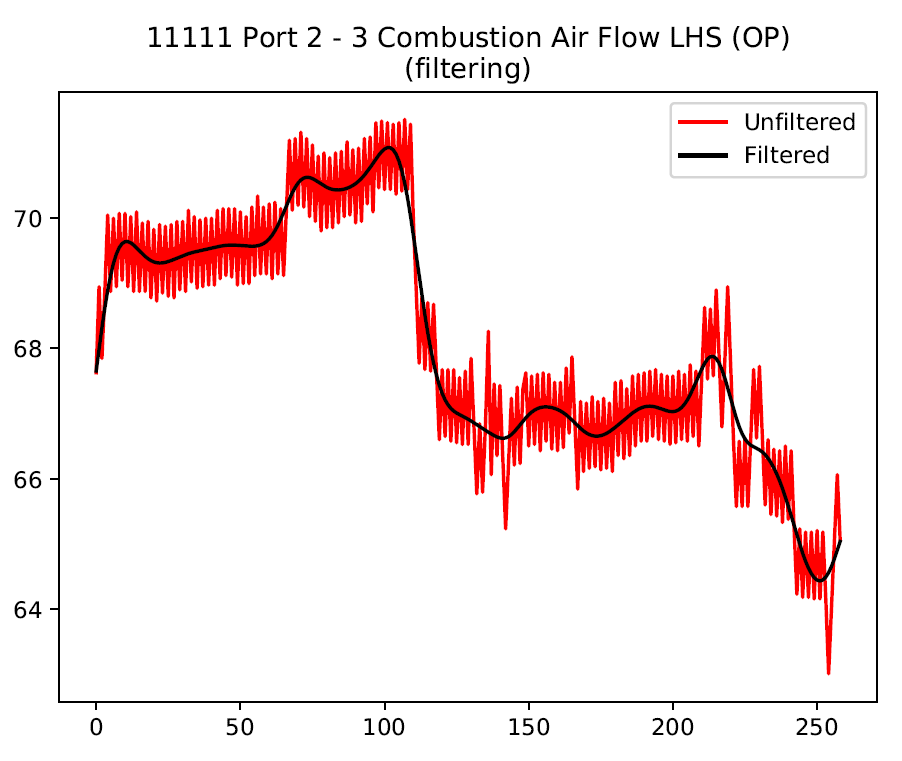 11111 Port 2 - 3 Combustion Air Flow LHS (OP)
(filtering)
Unfiltered
Filtered
70
68
66
64
0 50 100 150 200 250